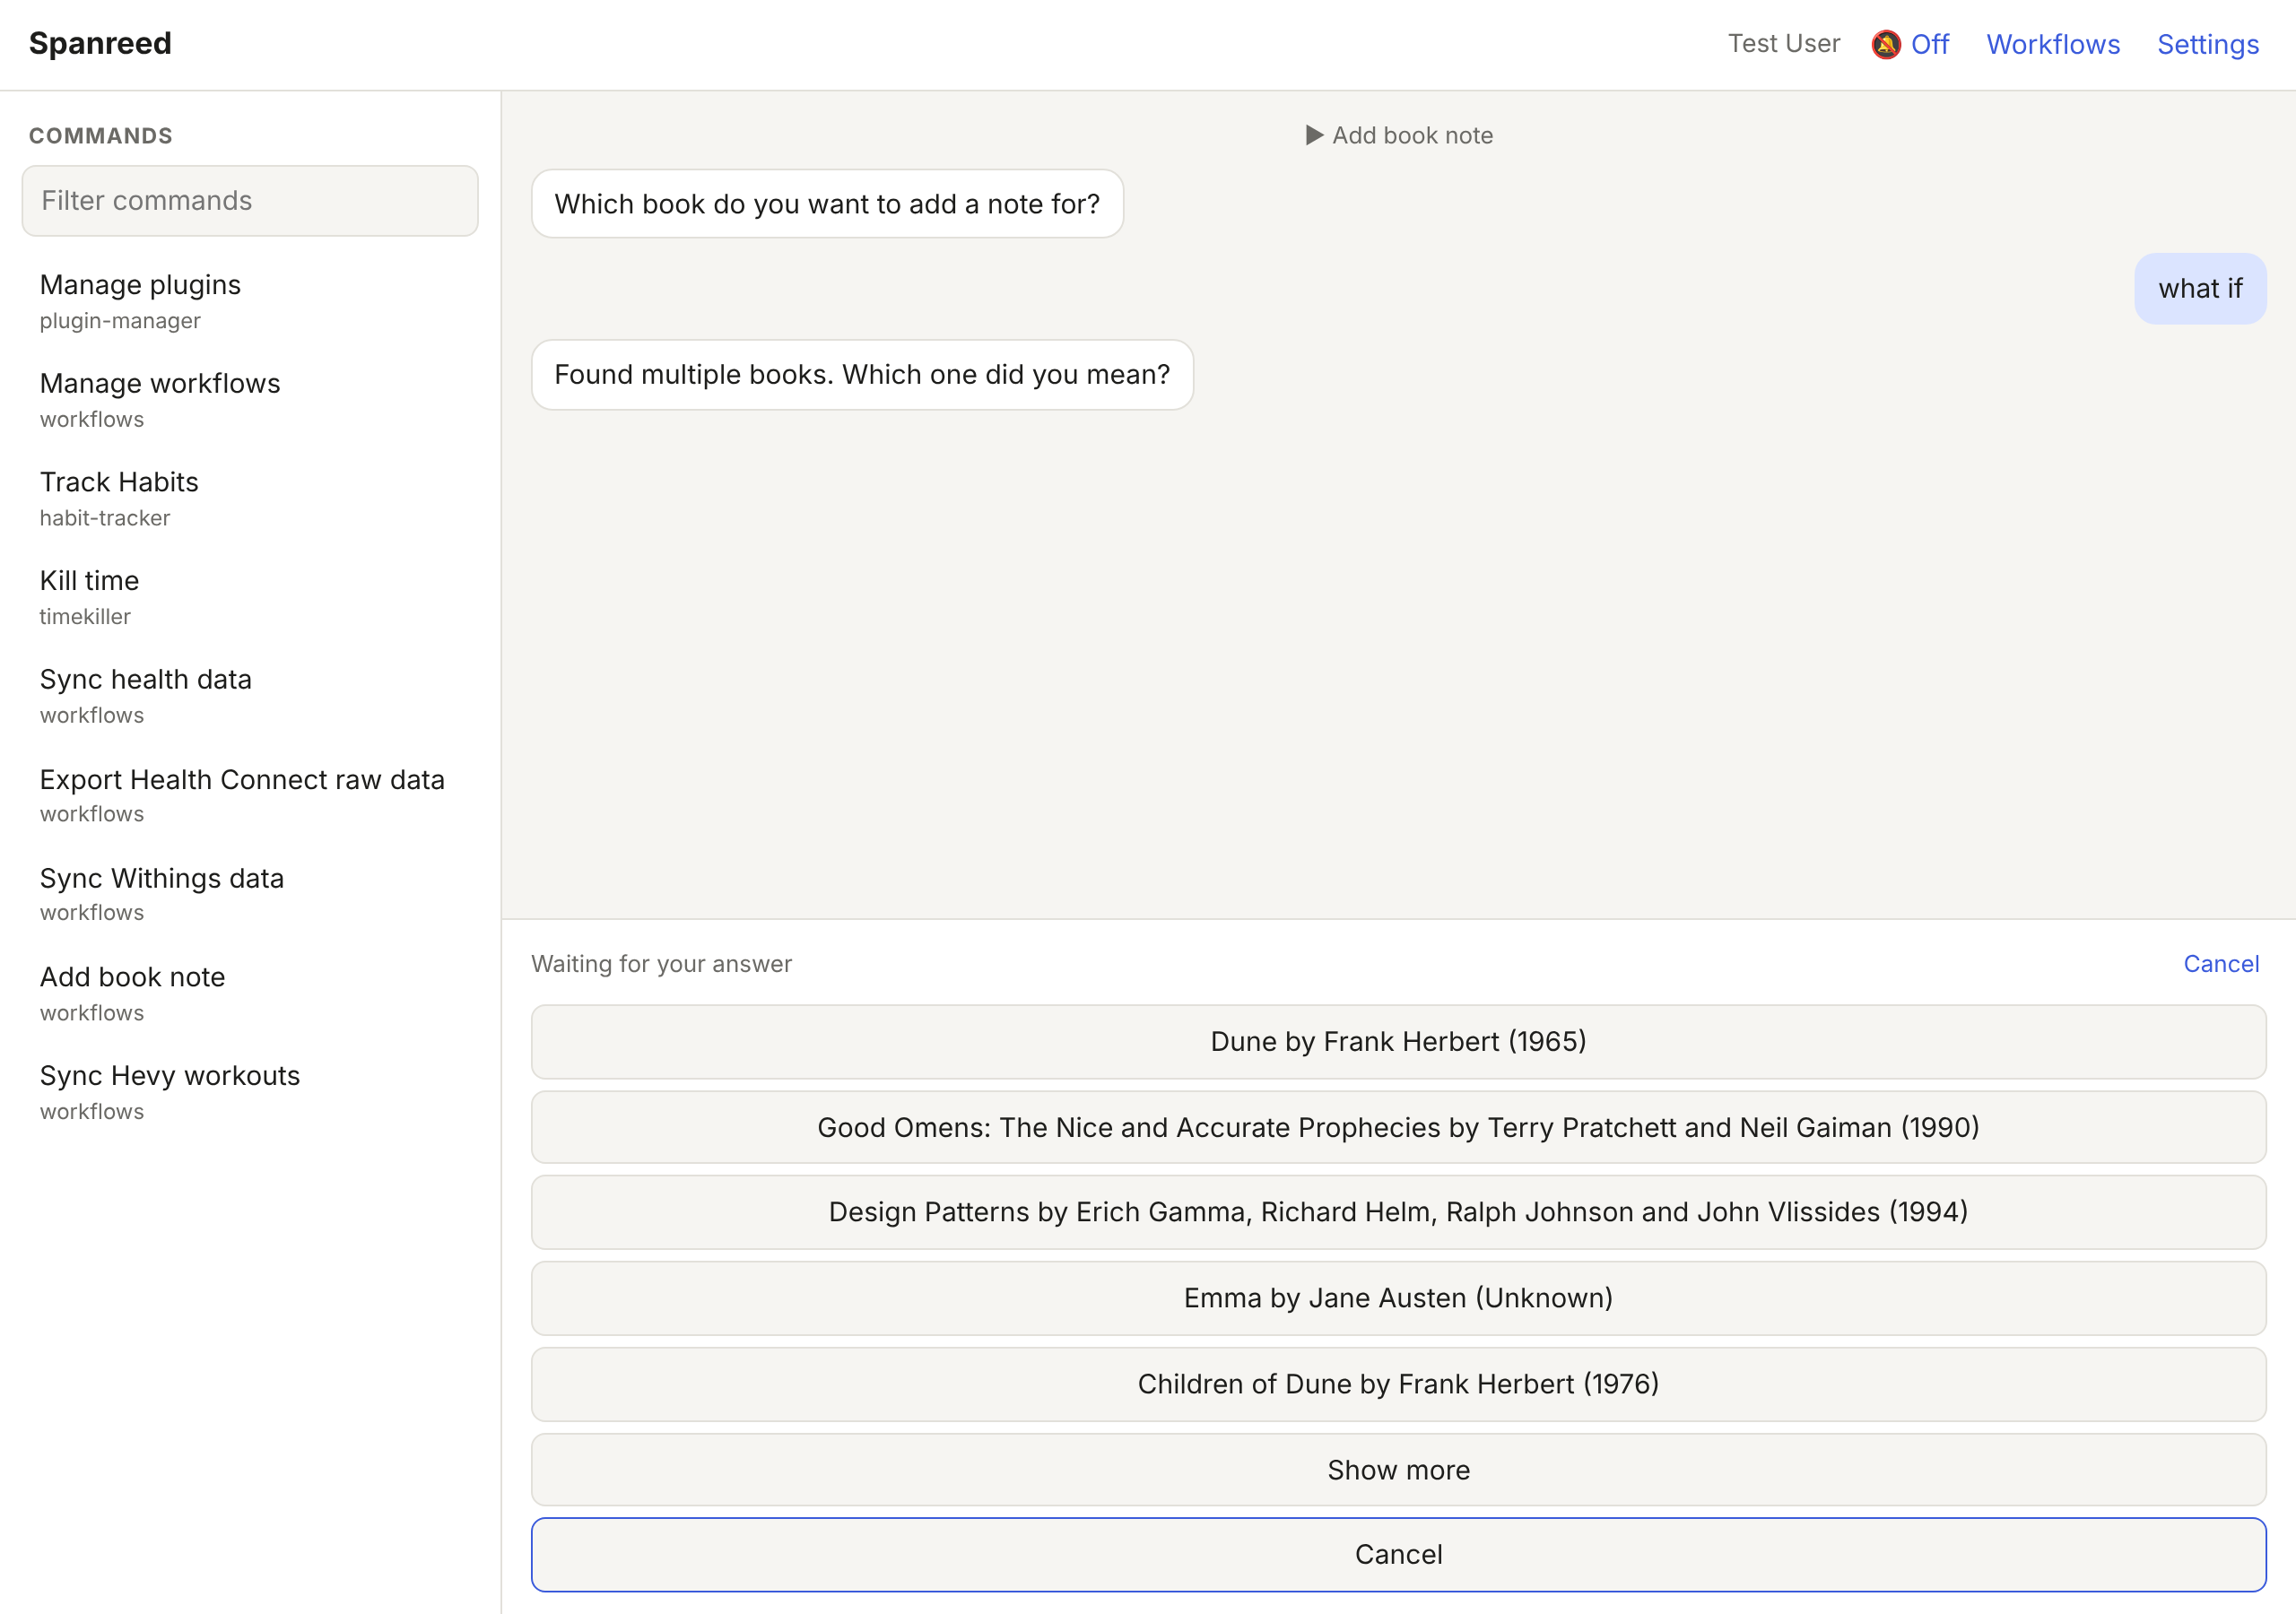 Spanreed
Test User
Off
Workflows
Settings
COMMANDS
Filter commands
Manage plugins
plugin-manager
Manage workflows
workflows
Track Habits
habit-tracker
Kill time
timekiller
Sync health data
workflows
Export Health Connect raw data
workflows
Sync Withings data
workflows
Add book note
workflows
Sync Hevy workouts
workflows
▶ Add book note
Which book do you want to add a note for?
what if
Found multiple books. Which one did you mean?
Waiting for your answer
Cancel
Dune by Frank Herbert (1965)
Good Omens: The Nice and Accurate Prophecies by Terry Pratchett and Neil Gaiman (1990)
Design Patterns by Erich Gamma, Richard Helm, Ralph Johnson and John Vlissides (1994)
Emma by Jane Austen (Unknown)
Children of Dune by Frank Herbert (1976)
Show more
Cancel